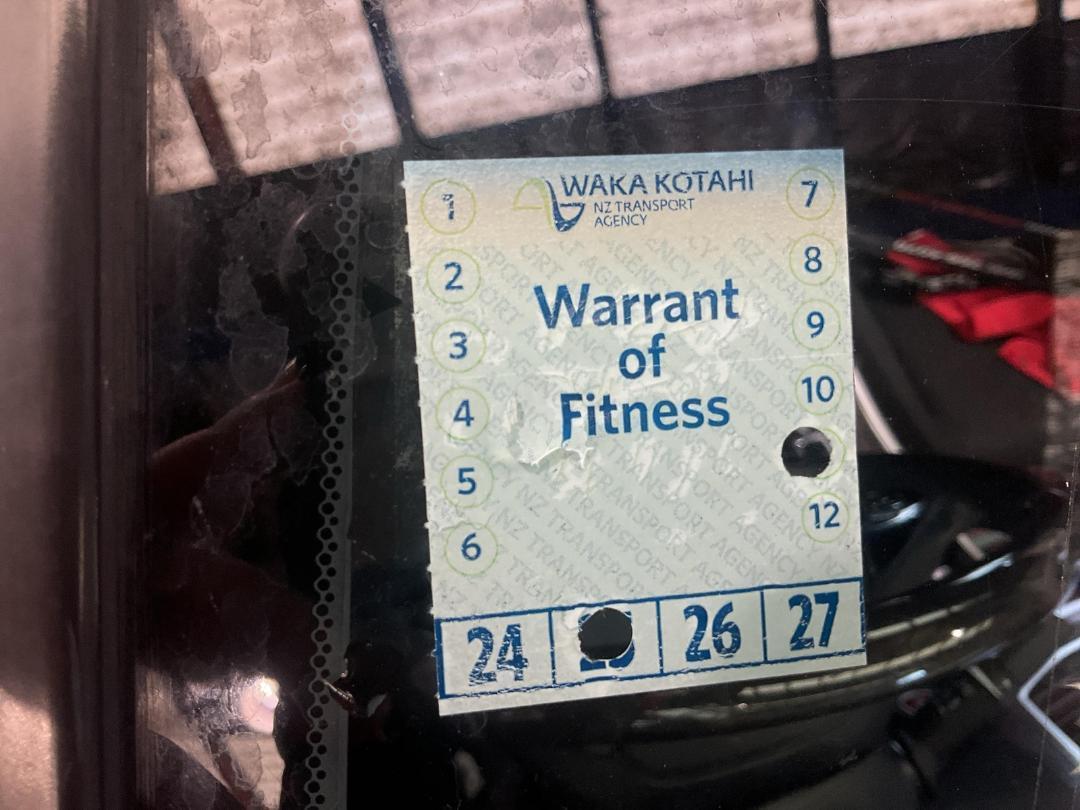 WAKA KOTAHI
NZ TRANSPORT
AGENCY
Warrant
of
Fitness
1
2
3
4
5
6
7
8
9
10
12
24
26
27